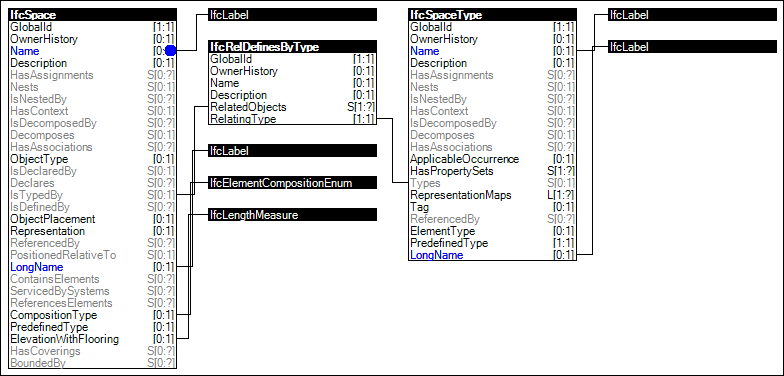 IfcSpace
GlobalId [1:1]
OwnerHistory [0:1]
Name [0:
Description [0:1]
HasAssignments S[0:?]
Nests S[0:1]
IsNestedBy S[0:?]
HasContext S[0:1]
IsDecomposedBy S[0:?]
Decomposes S[0:1]
HasAssociations S[0:?]
ObjectType [0:1]
IsDeclaredBy S[0:1]
Declares S[0:?]
IsTypedBy S[0:1]
IsDefinedBy S[0:?]
ObjectPlacement [0:1]
Representation [0:1]
ReferencedBy S[0:?]
PositionedRelativeTo S[0:1]
LongName [0:1]
ContainsElements S[0:?]
ServicedBySystems S[0:?]
ReferencesElements S[0:?]
CompositionType [0:1]
PredefinedType [0:1]
ElevationWithFlooring [0:1]
HasCoverings S[0:?]
BoundedBy S[0:?]
IfcLabel
IfcRelDefinesByType
GlobalId [1:1]
OwnerHistory [0:1]
Name [0:1]
Description [0:1]
RelatedObjects S[1:?]
RelatingType [1:1]
IfcLabel
IfcElementCompositionEnum
IfcLengthMeasure
IfcSpaceType
GlobalId [1:1]
OwnerHistory [0:1]
Name [0:1]
Description [0:1]
HasAssignments S[0:?]
Nests S[0:1]
IsNestedBy S[0:?]
HasContext S[0:1]
IsDecomposedBy S[0:?]
Decomposes S[0:1]
HasAssociations S[0:?]
ApplicableOccurrence [0:1]
HasPropertySets S[1:?]
Types S[0:1]
RepresentationMaps L[1:?]
Tag [0:1]
ReferencedBy S[0:?]
ElementType [0:1]
PredefinedType [1:1]
LongName [0:1]
IfcLabel
IfcLabel